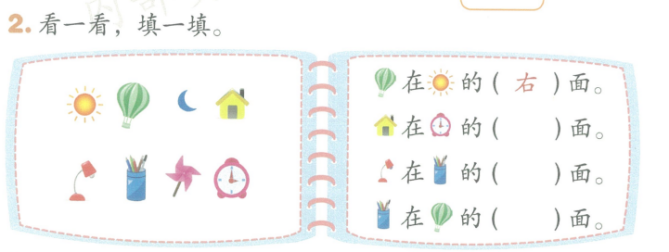 2. 看一看，填一填。
在 的（ 右 ）面。
在 的（ ）面。
在 的（ ）面。
在 的（ ）面。